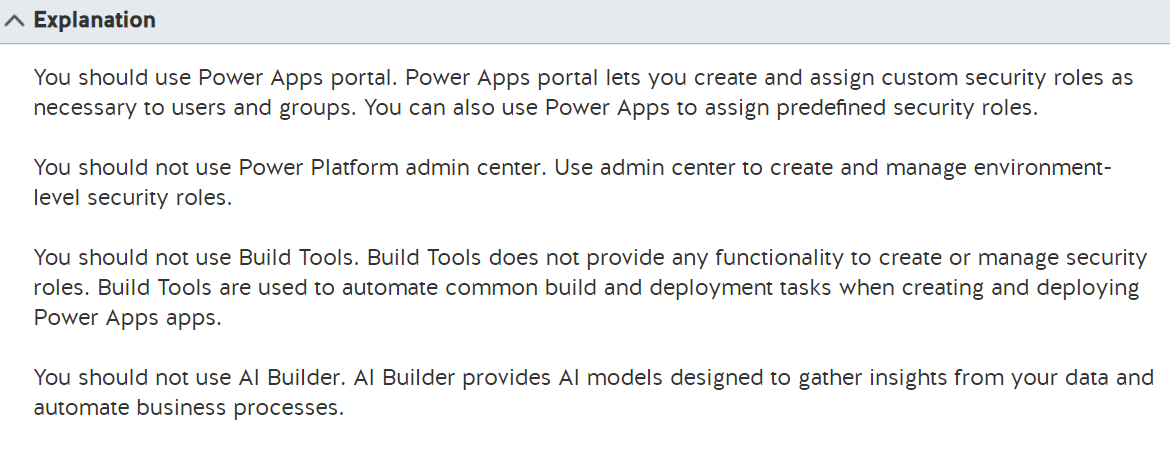 Explanation
You should use Power Apps portal. Power Apps portal lets you create and assign custom security roles as
necessary to users and groups. You can also use Power Apps to assign predefined security roles.
You should not use Power Platform admin center. Use admin center to create and manage environment-
level security roles.
You should not use Build Tools. Build Tools does not provide any functionality to create or manage security
roles. Build Tools are used to automate common build and deployment tasks when creating and deploying
Power Apps apps.
You should not use AI Builder. AI Builder provides AI models designed to gather insights from your data and
automate business processes.